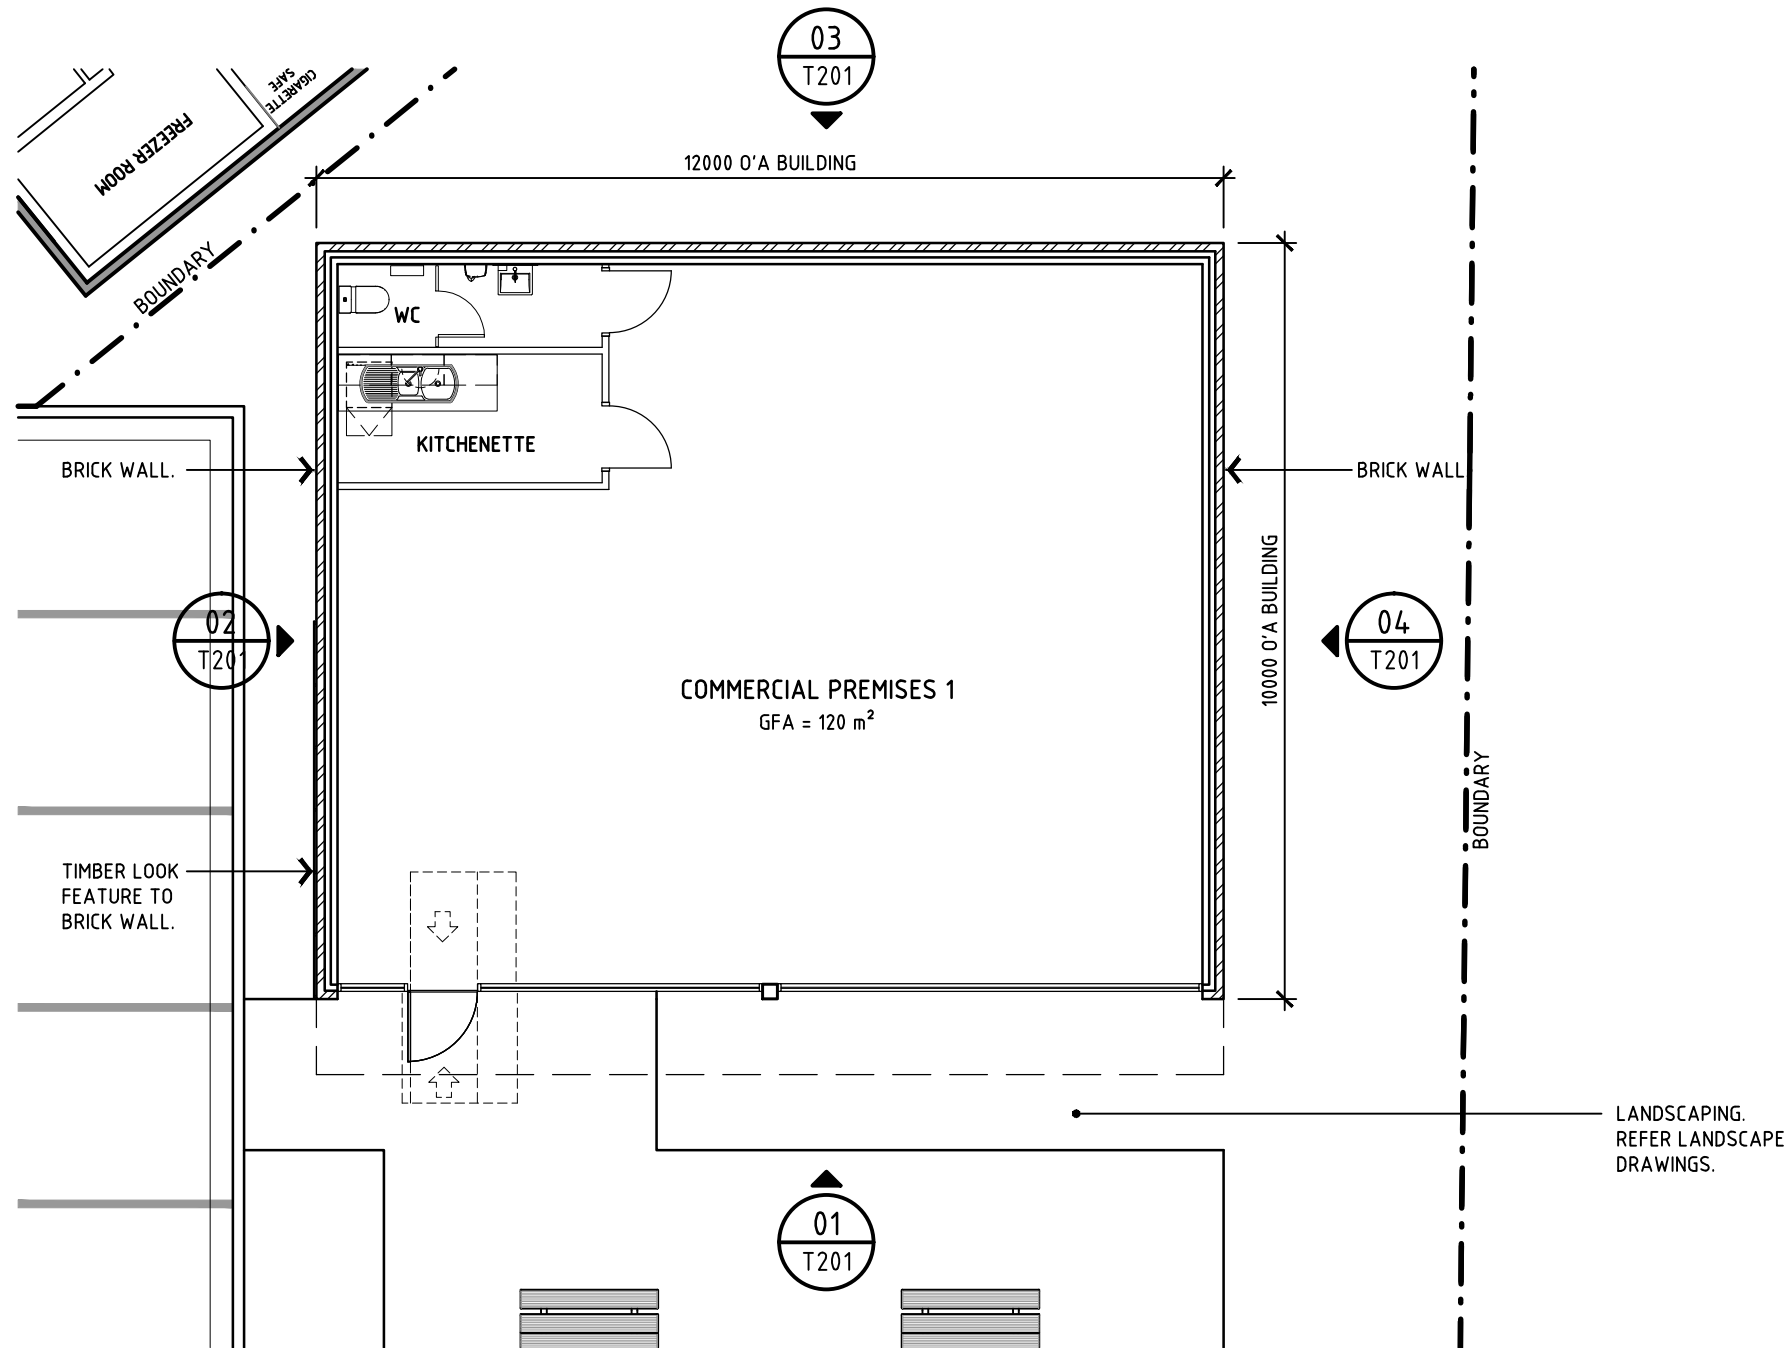 03
T201
CIGARETTE
SAFE
FREEZER ROOM
12000 O'A BUILDING
BOUNDARY
WC
KITCHENETTE
BRICK WALL.
BRICK WALL
10000 O'A BUILDING
02
T201
04
T201
COMMERCIAL PREMISES 1
GFA = 120 m²
BOUNDARY
TIMBER LOOK
FEATURE TO
BRICK WALL.
LANDSCAPING.
REFER LANDSCAPE
DRAWINGS.
01
T201